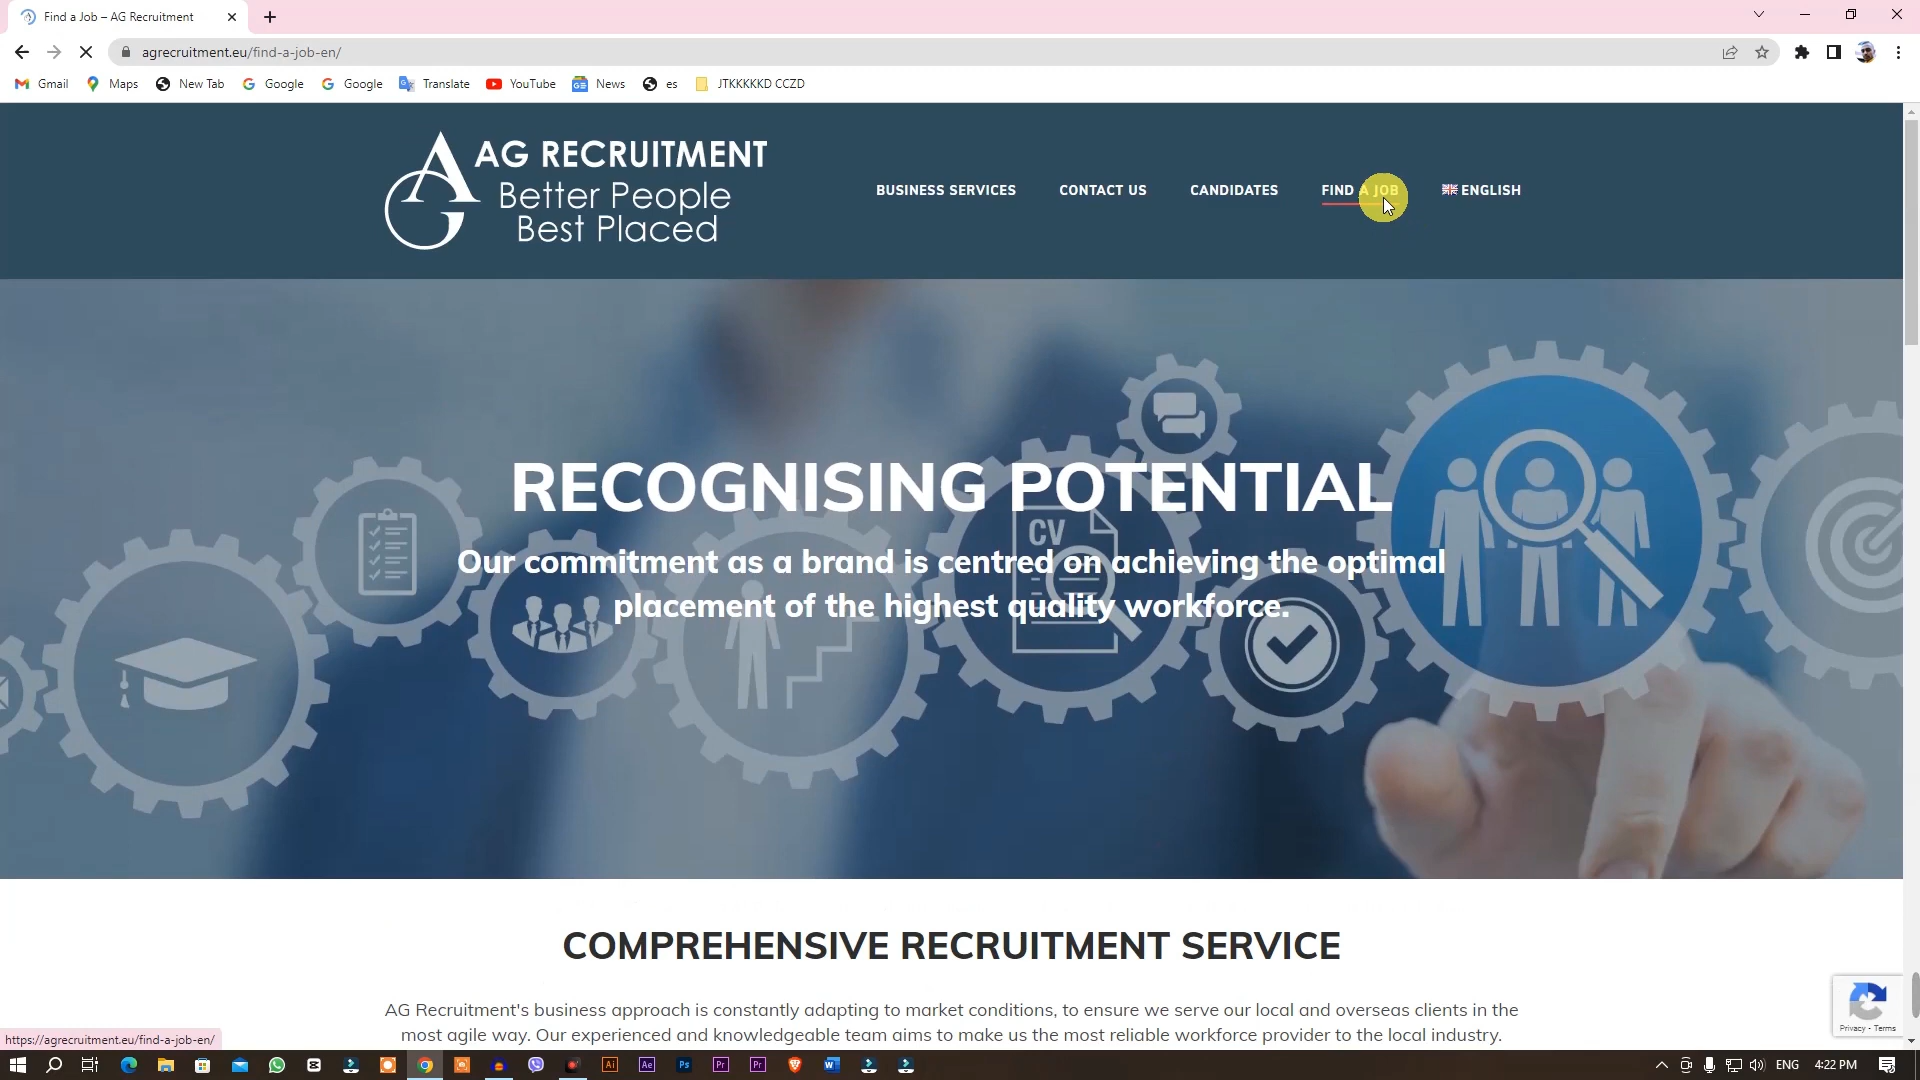 Find a Job – AG Recruitment
agrecruitment.eu/find-a-job-en/
Gmail Maps New Tab Google Google Translate YouTube News es JTKKKKKD CCZD
AG RECRUITMENT
Better People
Best Placed
BUSINESS SERVICES CONTACT US CANDIDATES FIND A JOB ENGLISH
CV
RECOGNISING POTENTIAL
Our commitment as a brand is centred on achieving the optimal
placement of the highest quality workforce.
COMPREHENSIVE RECRUITMENT SERVICE
AG Recruitment's business approach is constantly adapting to market conditions, to ensure we serve our local and overseas clients in the
most agile way. Our experienced and knowledgeable team aims to make us the most reliable workforce provider to the local industry.
Privacy - Terms
https://agrecruitment.eu/find-a-job-en/
Ai Ae Ps Pr Pr W
ENG 4:22 PM